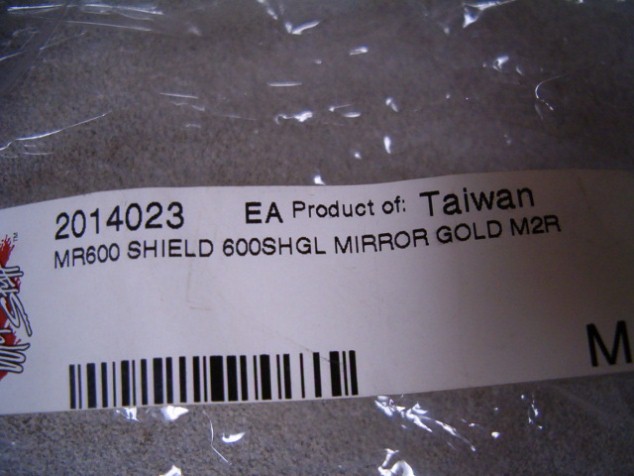 2014023 EA Product of: Taiwan
MR600 SHIELD 600SHGL MIRROR GOLD M2R
M